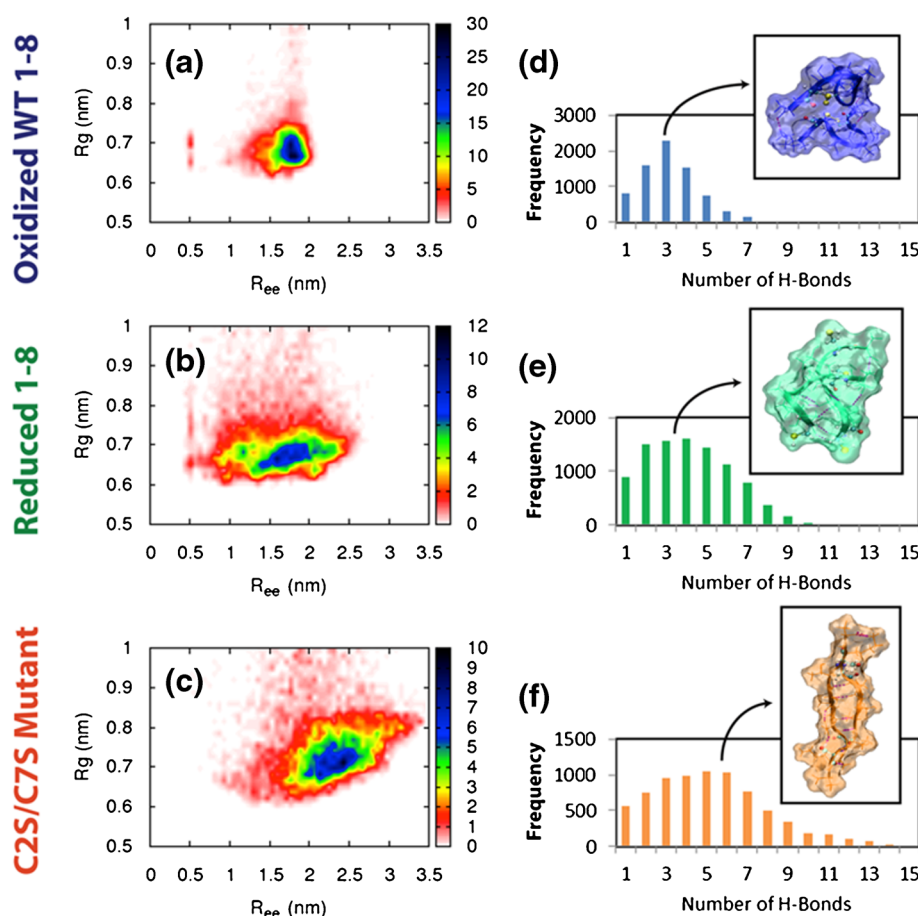 Oxidized WT 1-8
(a)
1
0.9
0.8
0.7
0.6
0.5
Rg (nm)
0 0.5 1 1.5 2 2.5 3 3.5
Ree (nm)
30
25
20
15
10
5
0
(d)
Frequency
3000
2000
1000
0
1 3 5 7 9 11 13 15
Number of H-Bonds
Reduced 1-8
(b)
1
0.9
0.8
0.7
0.6
0.5
Rg (nm)
0 0.5 1 1.5 2 2.5 3 3.5
Ree (nm)
12
10
8
6
4
2
0
(e)
Frequency
2000
1000
0
1 3 5 7 9 11 13 15
Number of H-Bonds
C2S/C7S Mutant
(c)
1
0.9
0.8
0.7
0.6
0.5
Rg (nm)
0 0.5 1 1.5 2 2.5 3 3.5
Ree (nm)
10
9
8
7
6
5
4
3
2
1
0
(f)
Frequency
1500
1000
500
0
1 3 5 7 9 11 13 15
Number of H-Bonds